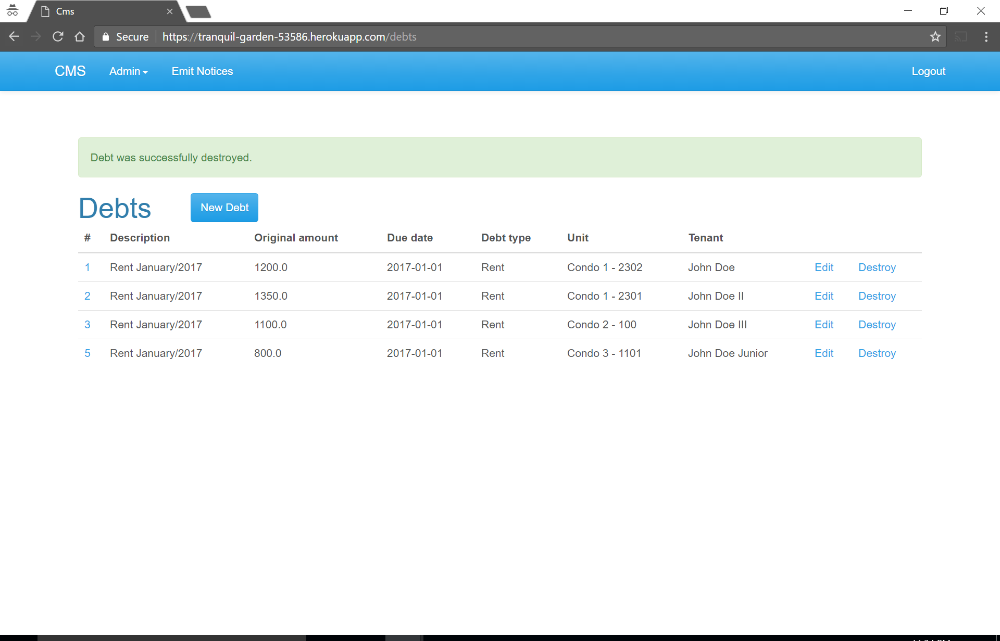 Cms
Secure https://tranquil-garden-53586.herokuapp.com/debts
CMS Admin Emit Notices Logout
Debt was successfully destroyed.
Debts New Debt
# Description Original amount Due date Debt type Unit Tenant
1 Rent January/2017 1200.0 2017-01-01 Rent Condo 1 - 2302 John Doe Edit Destroy
2 Rent January/2017 1350.0 2017-01-01 Rent Condo 1 - 2301 John Doe II Edit Destroy
3 Rent January/2017 1100.0 2017-01-01 Rent Condo 2 - 100 John Doe III Edit Destroy
5 Rent January/2017 800.0 2017-01-01 Rent Condo 3 - 1101 John Doe Junior Edit Destroy